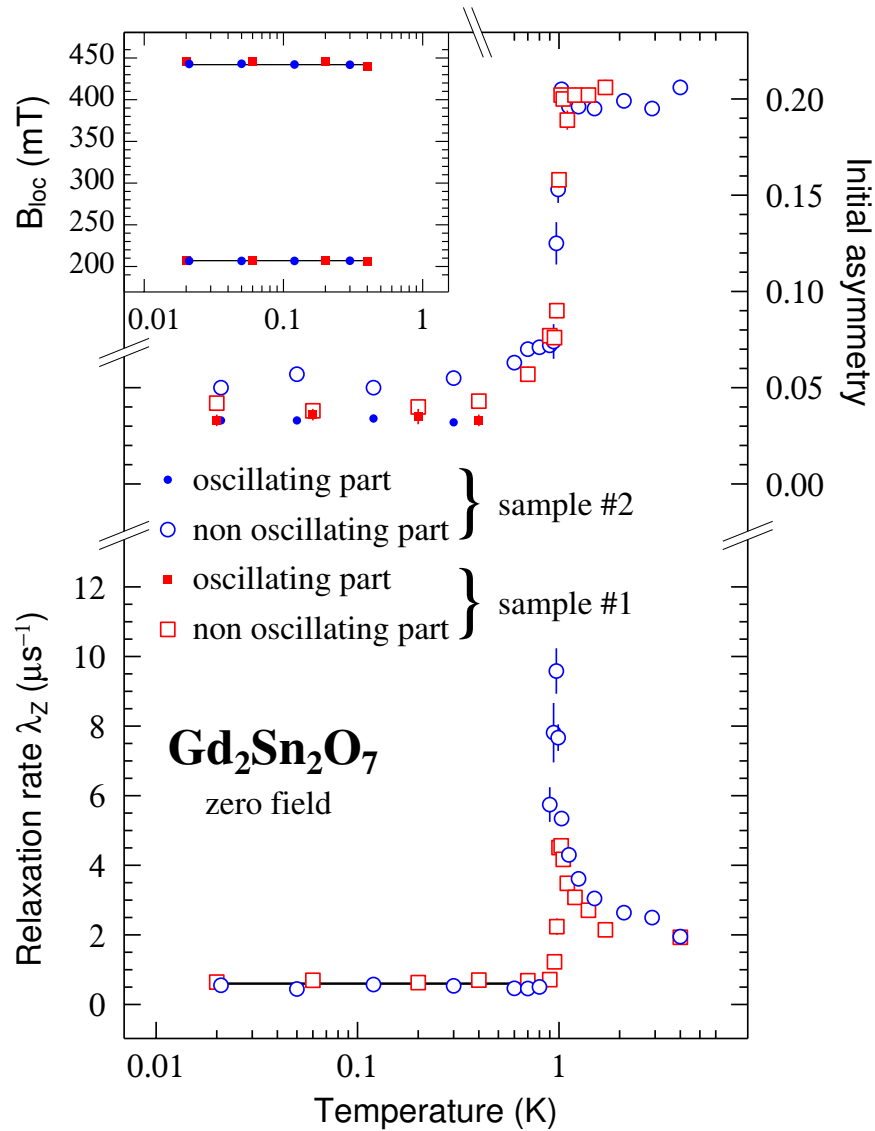 450
400
350
300
250
200
B_loc (mT)
0.01
0.1
1
0.20
0.15
0.10
0.05
0.00
Initial asymmetry
oscillating part
non oscillating part
} sample #2
oscillating part
non oscillating part
} sample #1
12
10
8
6
4
2
0
Relaxation rate λ_Z (μs⁻¹)
Gd₂Sn₂O₇
zero field
0.01
0.1
1
Temperature (K)